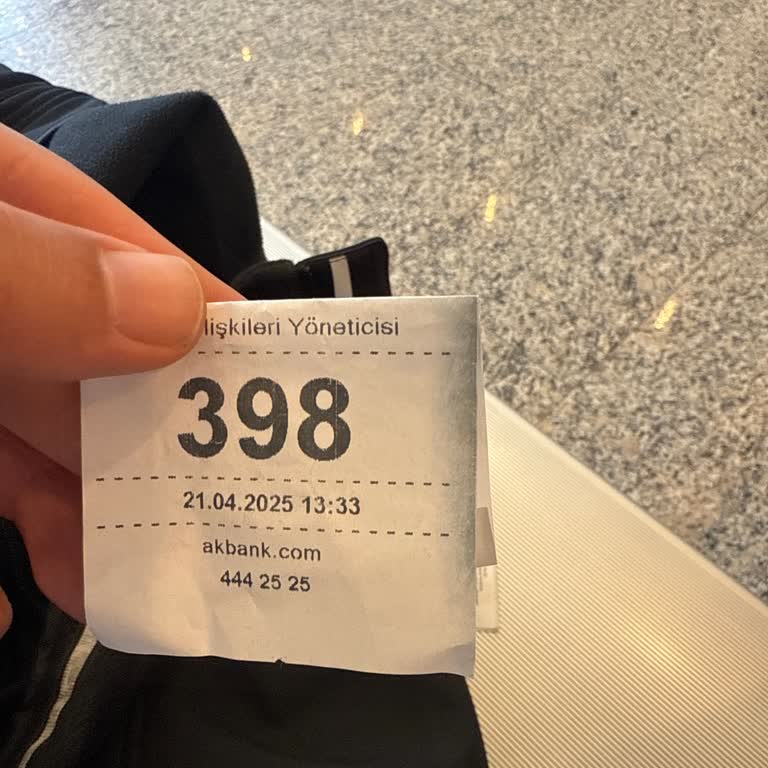 lişkileri Yöneticisi
398
21.04.2025 13:33
akbank.com
444 25 25